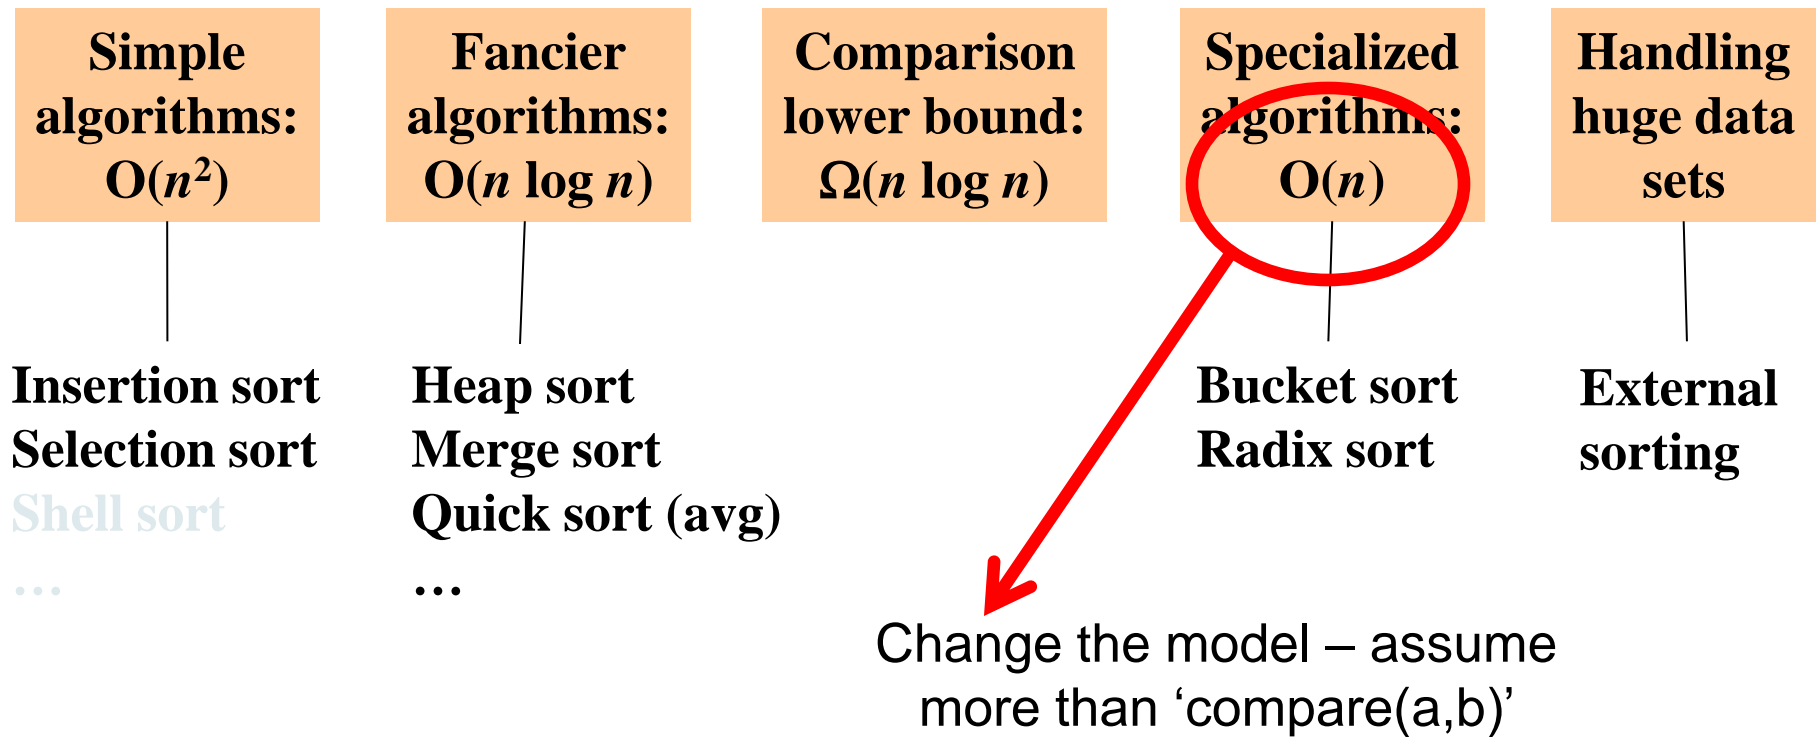 Simple
algorithms:
O(n²)
Fancier
algorithms:
O(n log n)
Comparison
lower bound:
Ω(n log n)
Specialized
algorithms:
O(n)
Handling
huge data
sets
Insertion sort
Selection sort
Shell sort
…
Heap sort
Merge sort
Quick sort (avg)
…
Bucket sort
Radix sort
External
sorting
Change the model – assume
more than ‘compare(a,b)’